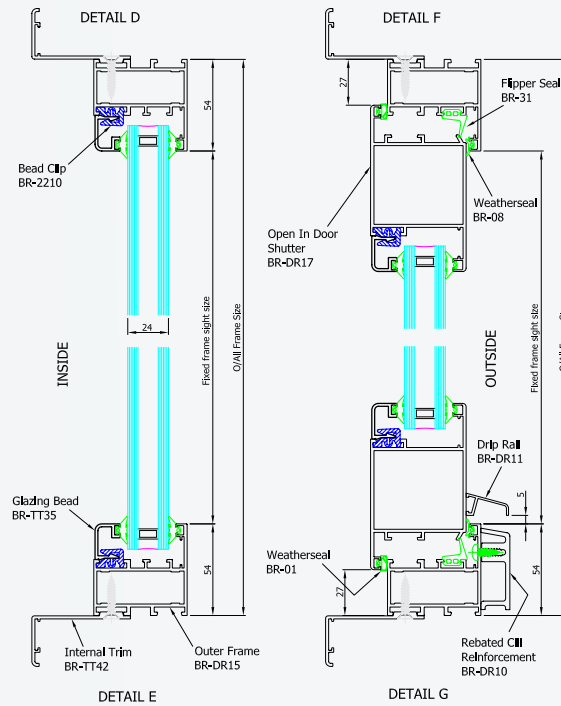 DETAIL D
DETAIL F
54
27
Flipper Seal
BR-31
Bead Clip
BR-2210
Weatherseal
BR-08
Open In Door
Shutter
BR-DR17
24
INSIDE
Fixed frame sight size
O/All Frame Size
OUTSIDE
Fixed frame sight size
Drip Rail
BR-DR11
5
Glazing Bead
BR-TT35
54
Weatherseal
BR-01
27
54
Internal Trim
BR-TT42
Outer Frame
BR-DR15
Rebated Cill
Reinforcement
BR-DR10
DETAIL E
DETAIL G